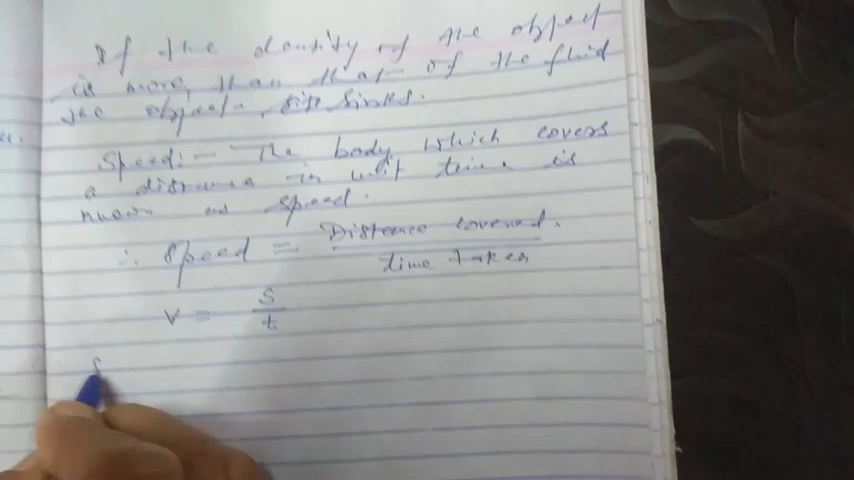 If the density of the object
is more, than that of the fluid
the object sinks.
Speed:- The body which covers
a distance in unit time is
known as speed.
∴ Speed = Distance covered.
time taken
V = S
t
S